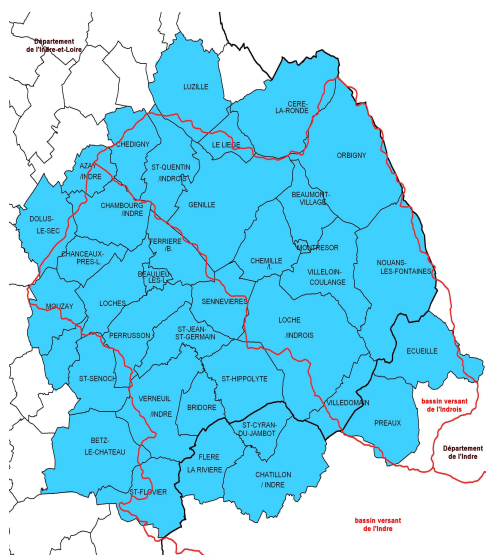 Département
de l'Indre-et-Loire
LUZILLE
CERE-
LA-RONDE
CHEDIGNY
LE LIEGE
ORBIGNY
AZAY
/INDRE
ST-QUENTIN
/INDROIS
BEAUMONT-
VILLAGE
GENILLE
CHAMBOURG
/INDRE
DOLUS-
LE-SEC
FERRIERE
/B.
MONTRESOR
CHANCEAUX-
PRES-L.
CHEMILLE
/I.
NOUANS-
LES-FONTAINES
BEAULIEU
LES-L.
VILLELOIN-
COULANGE
MOUZAY
LOCHES
SENNEVIERES
LOCHE
/INDROIS
PERRUSSON
ST-JEAN-
ST-GERMAIN
ECUEILLE
ST-SENOCH
ST-HIPPOLYTE
VERNEUIL
/INDRE
BRIDORE
VILLEDOMAIN
bassin versant
de l'Indrois
PREAUX
ST-CYRAN-
DU-JAMBOT
BETZ-
LE-CHATEAU
FLERE
LA RIVIERE
Département
de l'Indre
CHATILLON
/ INDRE
ST-FLOVIER
bassin versant
de l'Indre